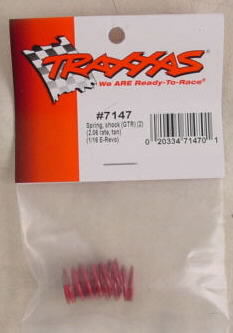 TRAXXAS®
We ARE Ready-To-Race®
#7147
Spring, shock (GTR) (2)
(2.06 rate, tan)
(1/16 E-Revo)
0 20334 71470 1